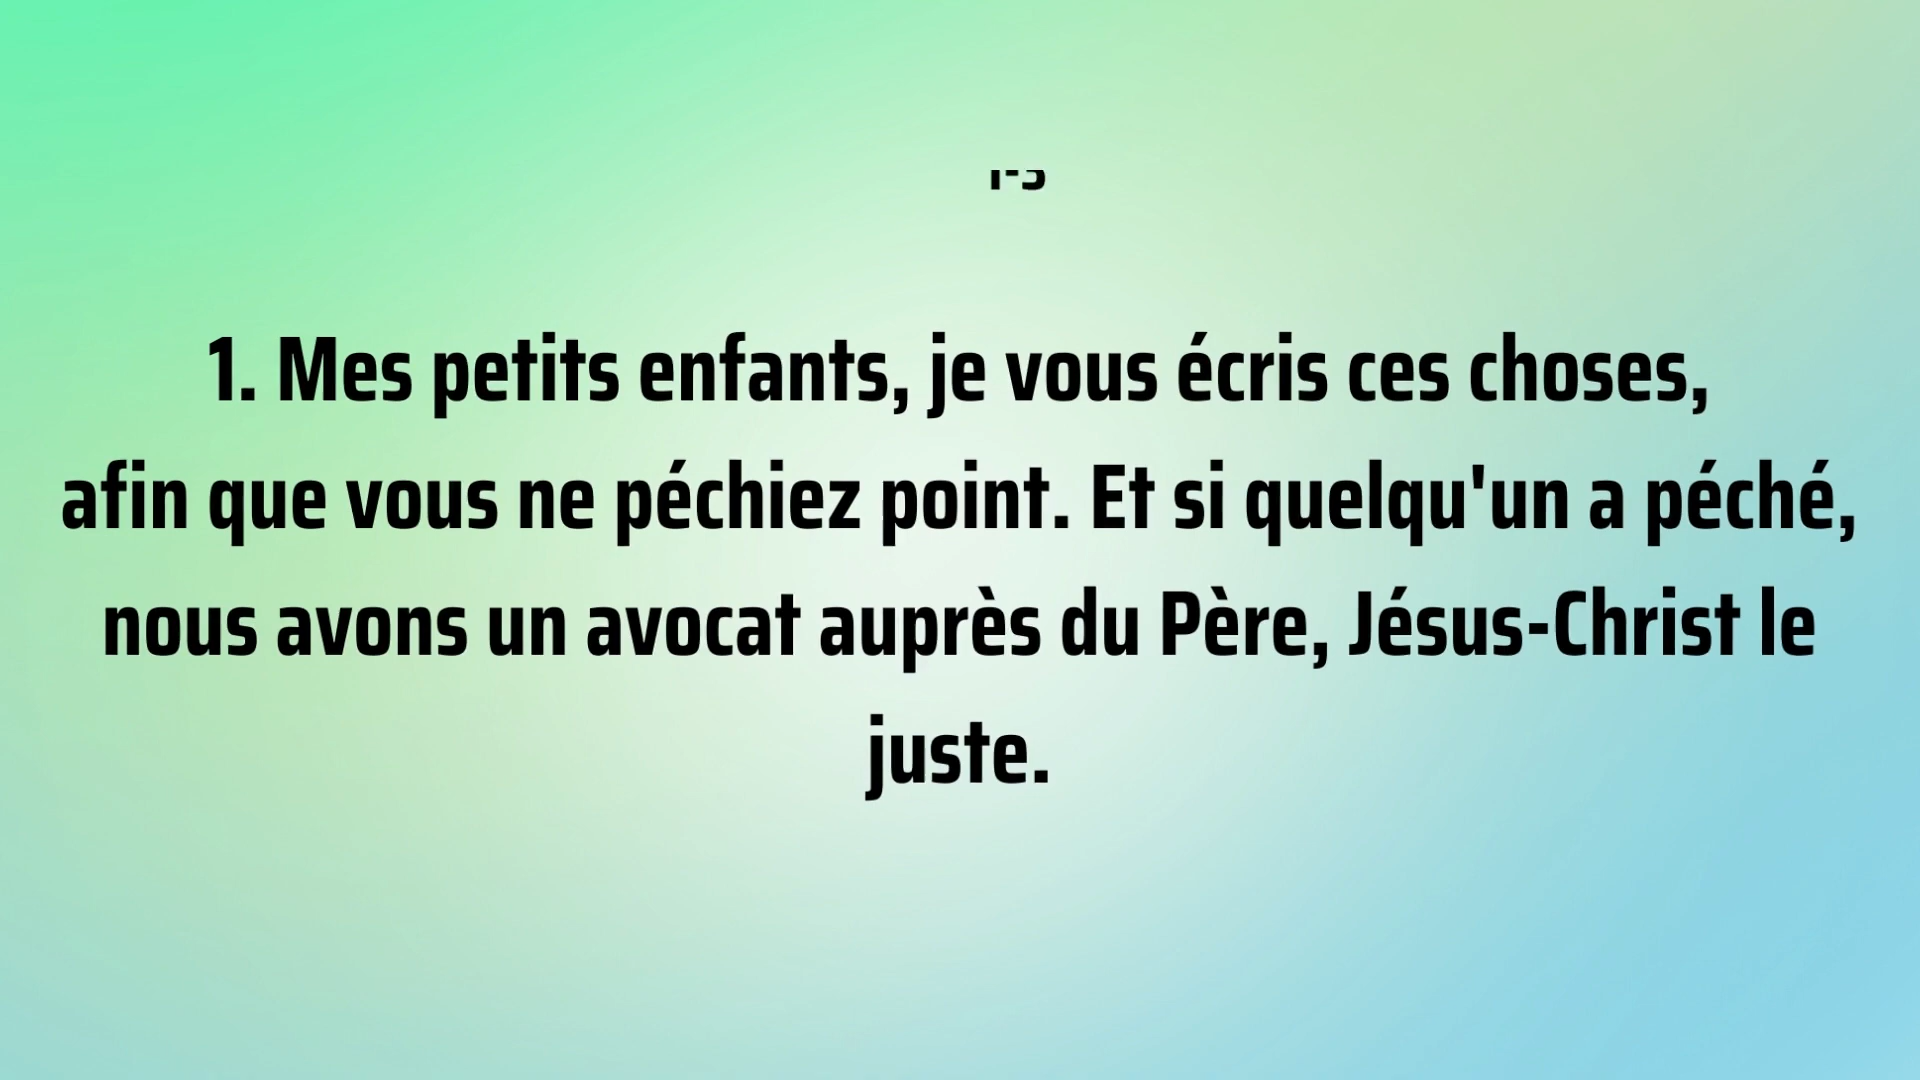 1. Mes petits enfants, je vous écris ces choses,
afin que vous ne péchiez point. Et si quelqu'un a péché,
nous avons un avocat auprès du Père, Jésus-Christ le
juste.